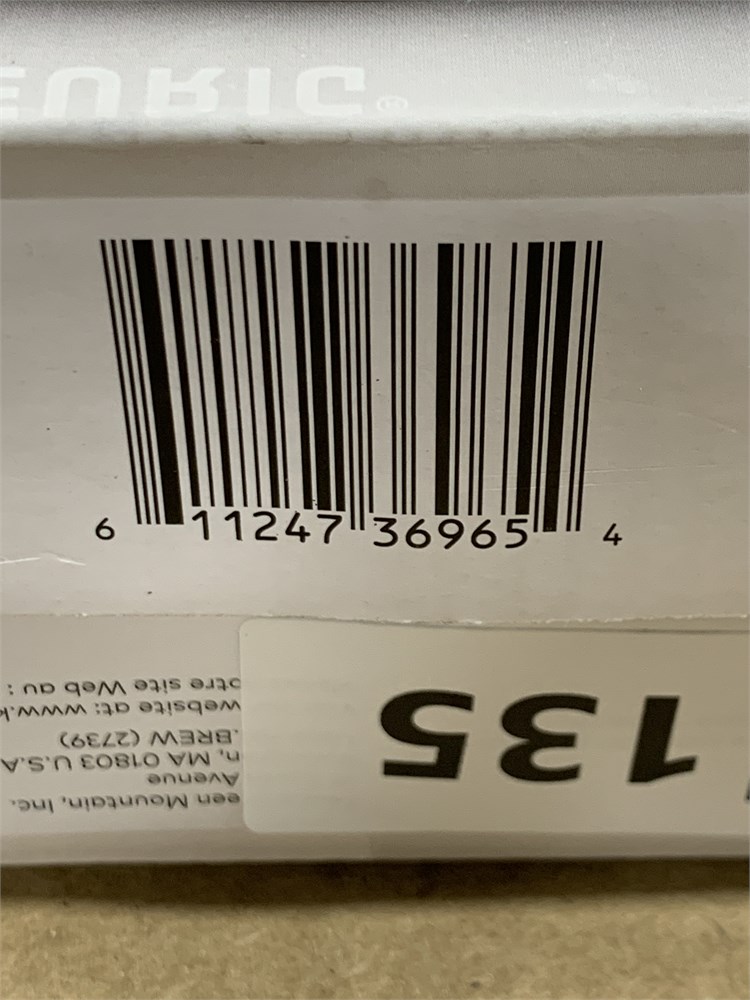 EURIG®
6 11247 36965 4
135
een Mountain, Inc.
Avenue
n, MA 01803 U.S.A
.BREW (2739)
website at: www.k
otre site Web au :